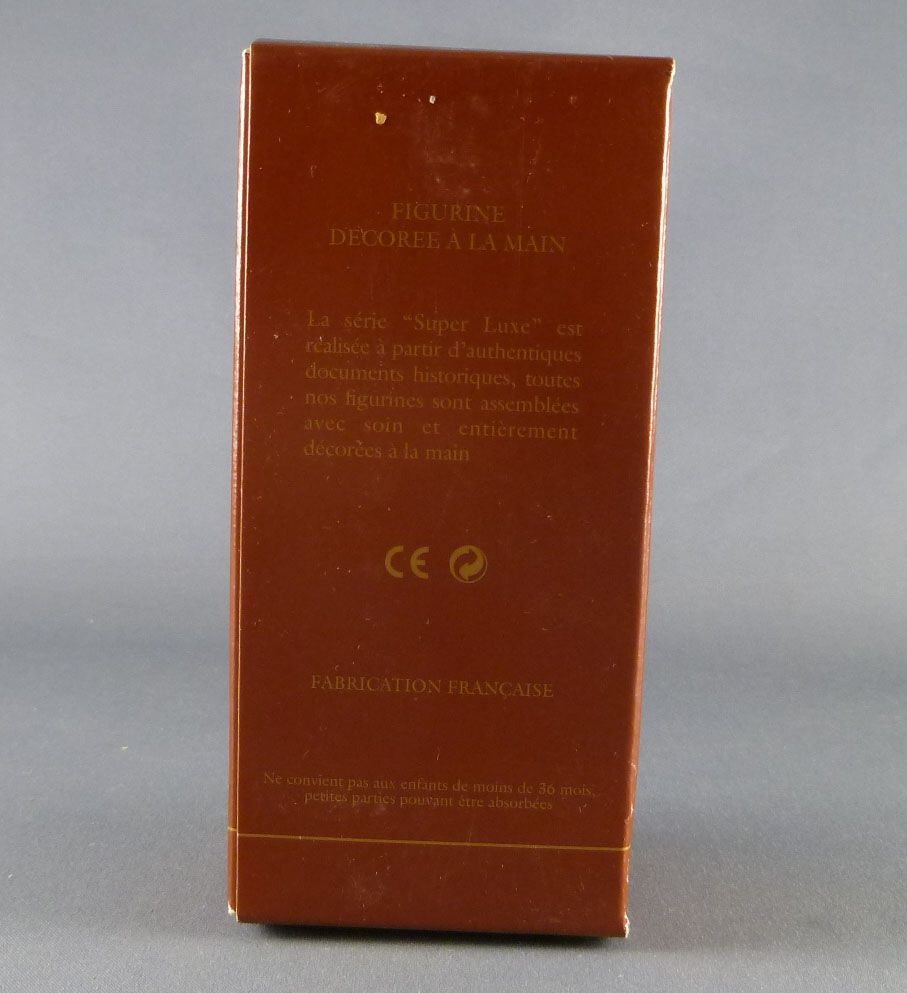 FIGURINE
DECOREE À LA MAIN
La série “Super Luxe” est
réalisée à partir d’authentiques
documents historiques, toutes
nos figurines sont assemblées
avec soin et entièrement
décorées à la main
CE
FABRICATION FRANÇAISE
Ne convient pas aux enfants de moins de 36 mois,
petites parties pouvant être absorbées